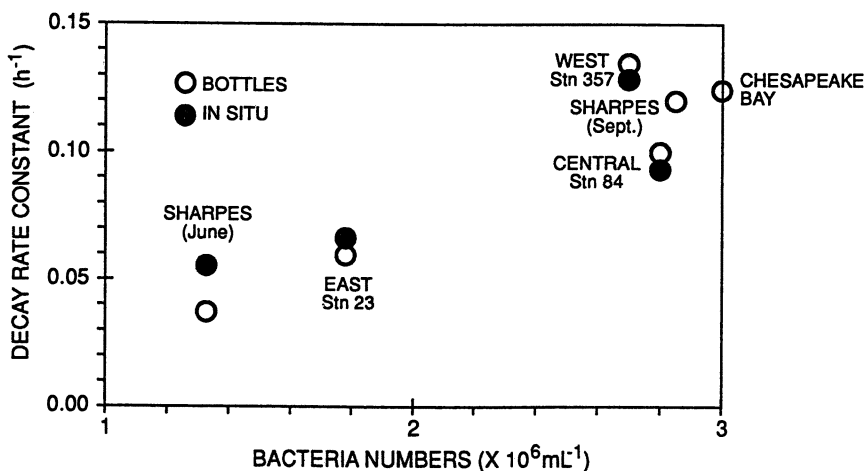 0.15
0.10
0.05
0.00
DECAY RATE CONSTANT (h-1)
BOTTLES
IN SITU
WEST
Stn 357
CHESAPEAKE
BAY
SHARPES
(Sept.)
CENTRAL
Stn 84
SHARPES
(June)
EAST
Stn 23
1
2
3
BACTERIA NUMBERS (X 10⁶mL⁻¹)